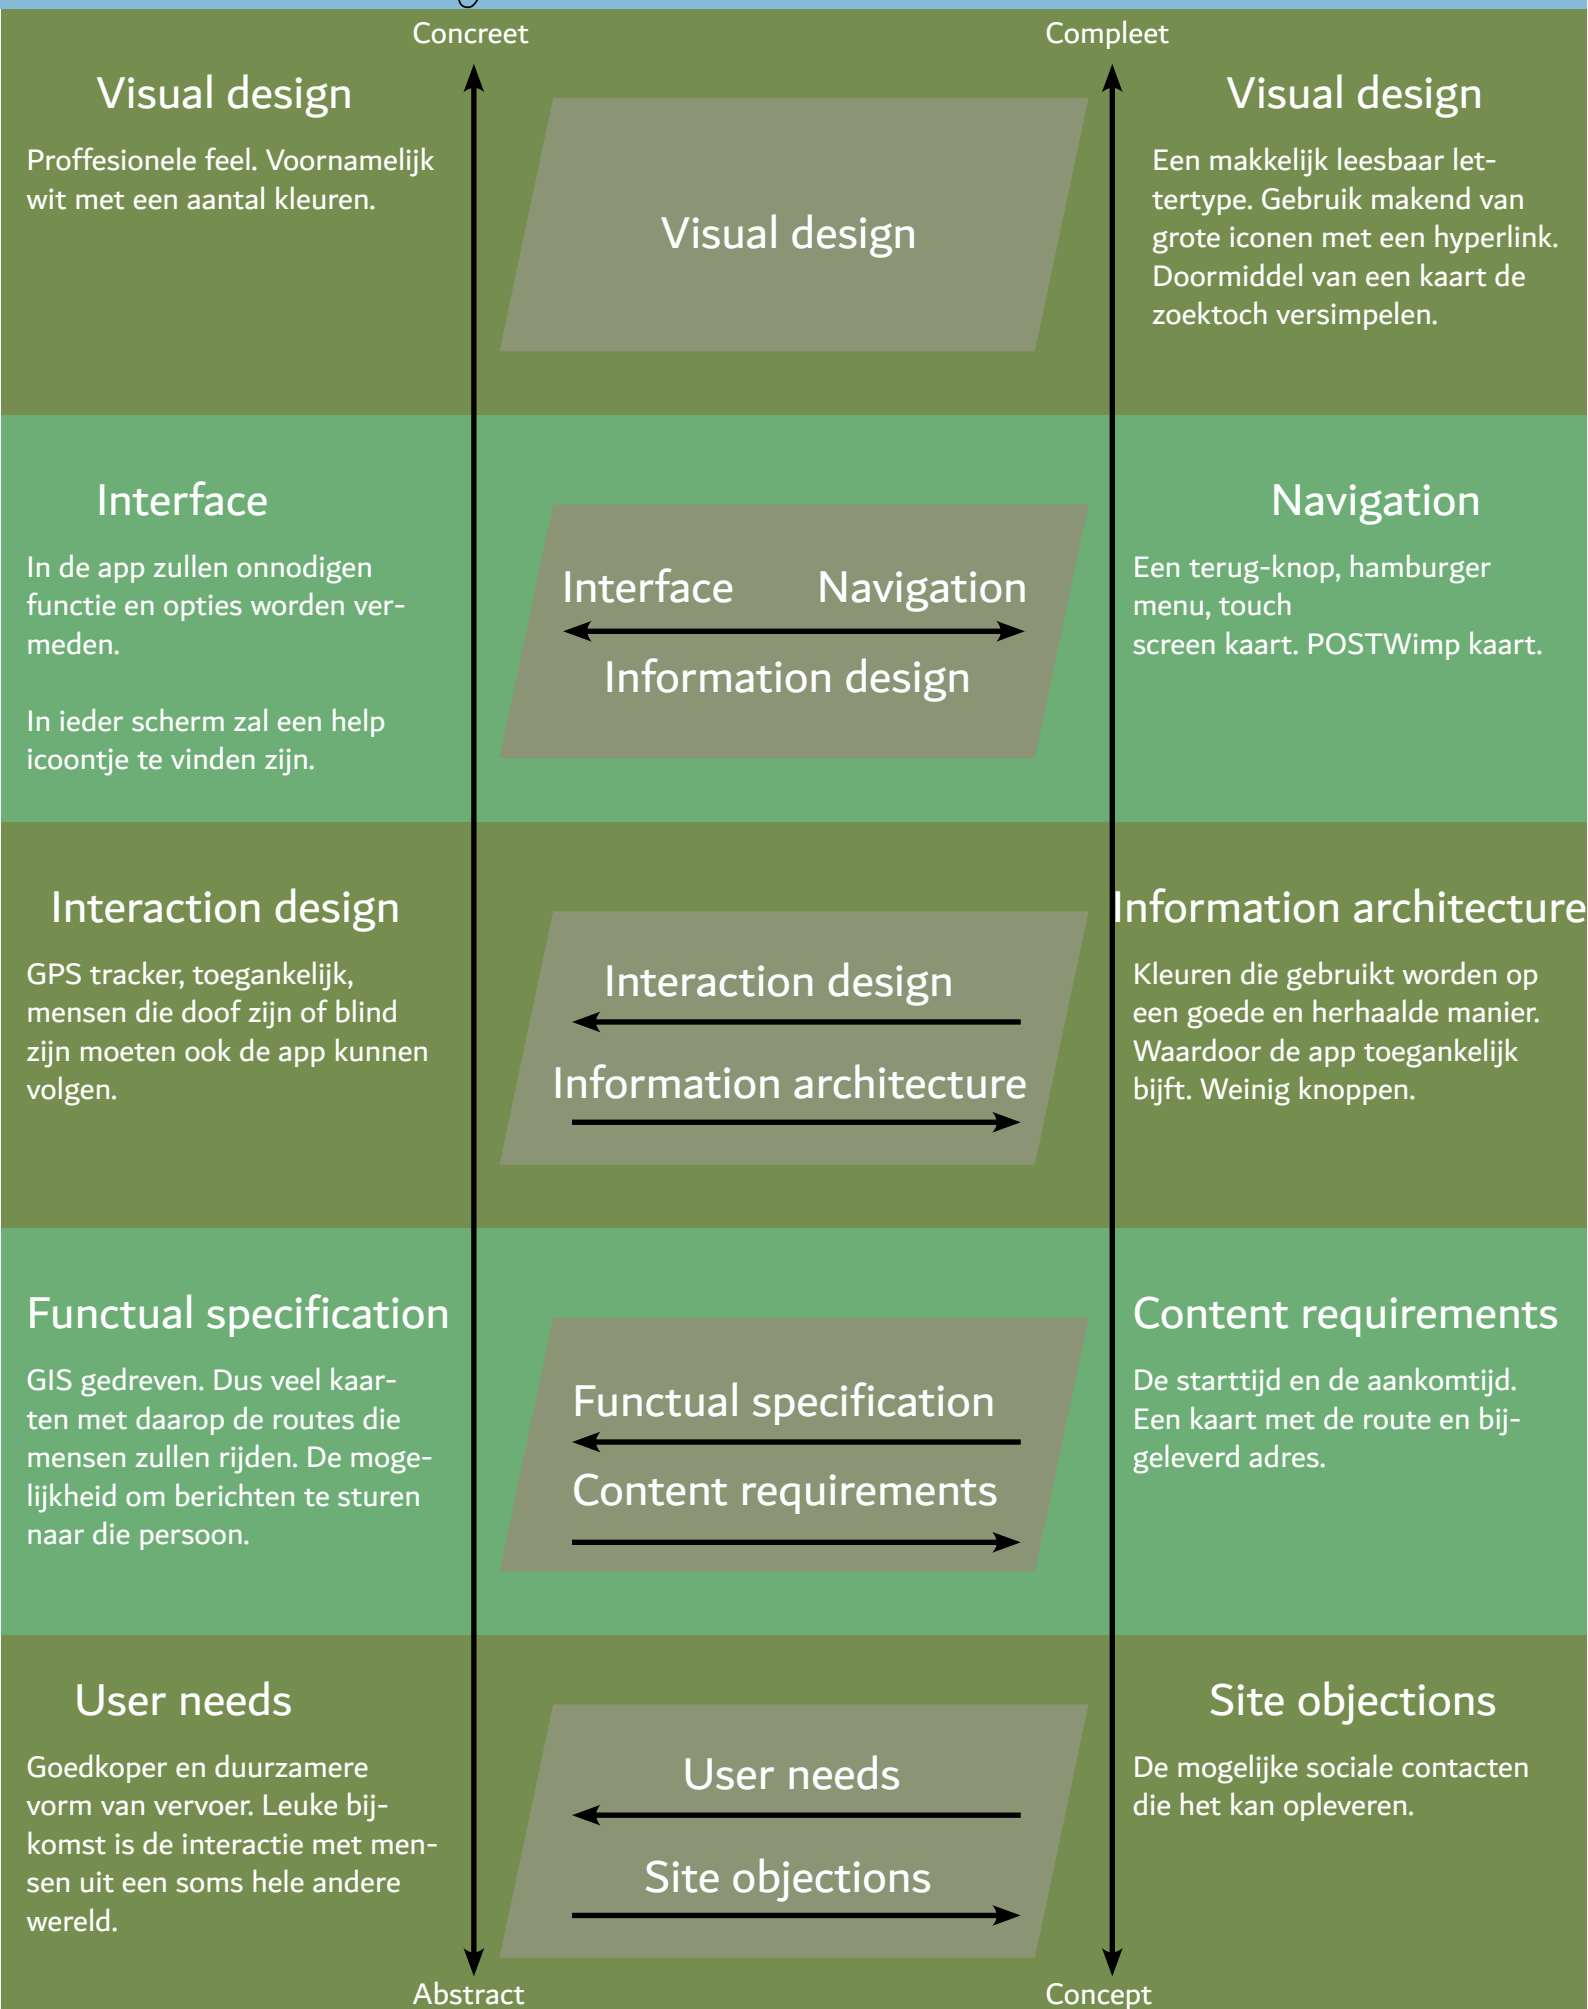 Concreet
Compleet
Visual design
Proffesionele feel. Voornamelijk
wit met een aantal kleuren.
Visual design
Visual design
Een makkelijk leesbaar let-
tertype. Gebruik makend van
grote iconen met een hyperlink.
Doormiddel van een kaart de
zoektoch versimpelen.
Interface
In de app zullen onnodigen
functie en opties worden ver-
meden.
In ieder scherm zal een help
icoontje te vinden zijn.
Interface
Navigation
Information design
Navigation
Een terug-knop, hamburger
menu, touch
screen kaart. POSTWimp kaart.
Interaction design
GPS tracker, toegankelijk,
mensen die doof zijn of blind
zijn moeten ook de app kunnen
volgen.
Interaction design
Information architecture
Information architecture
Kleuren die gebruikt worden op
een goede en herhaalde manier.
Waardoor de app toegankelijk
bijft. Weinig knoppen.
Functual specification
GIS gedreven. Dus veel kaar-
ten met daarop de routes die
mensen zullen rijden. De moge-
lijkheid om berichten te sturen
naar die persoon.
Functual specification
Content requirements
Content requirements
De starttijd en de aankomtijd.
Een kaart met de route en bij-
geleverd adres.
User needs
Goedkoper en duurzamere
vorm van vervoer. Leuke bij-
komst is de interactie met men-
sen uit een soms hele andere
wereld.
User needs
Site objections
Site objections
De mogelijke sociale contacten
die het kan opleveren.
Abstract
Concept